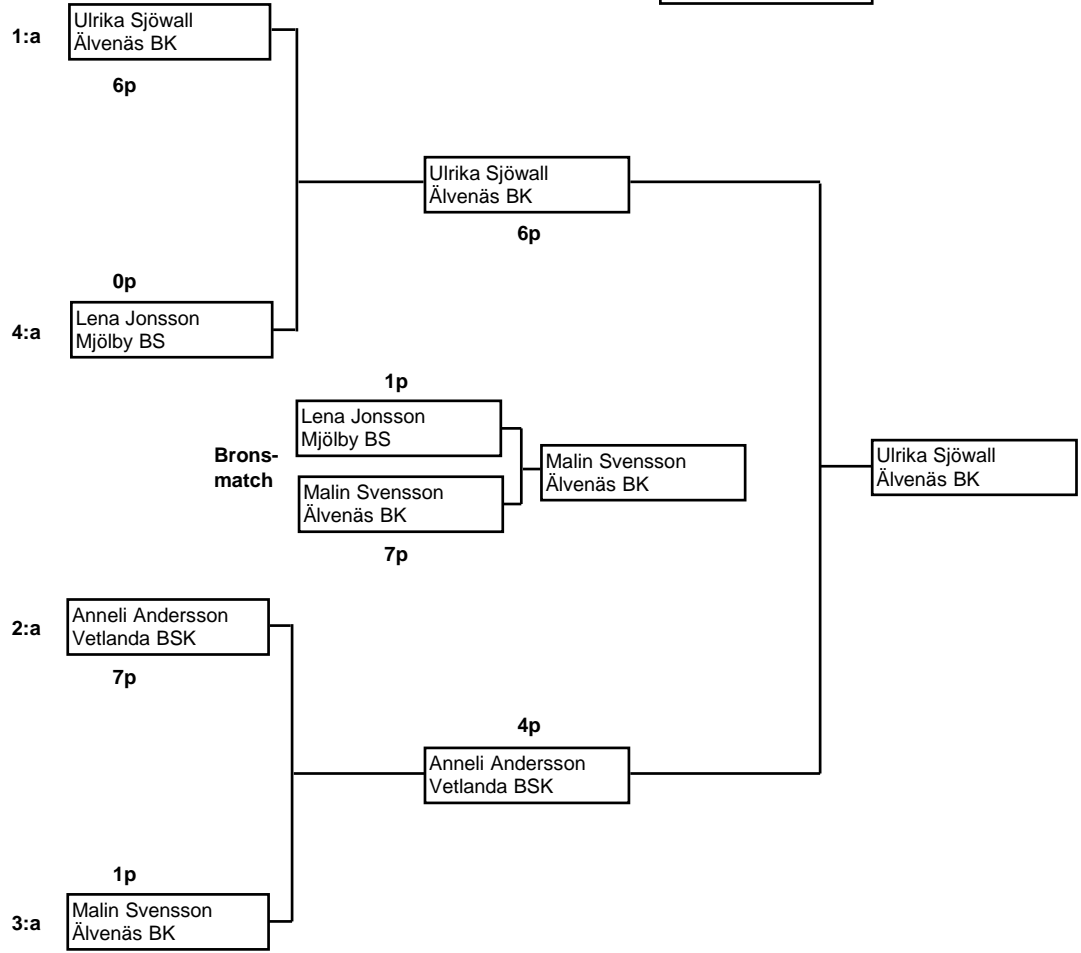 Ulrika Sjöwall
Älvenäs BK
1:a
6p
Ulrika Sjöwall
Älvenäs BK
6p
0p
Lena Jonsson
Mjölby BS
4:a
1p
Lena Jonsson
Mjölby BS
Brons-
match
Malin Svensson
Älvenäs BK
Malin Svensson
Älvenäs BK
7p
Ulrika Sjöwall
Älvenäs BK
2:a
Anneli Andersson
Vetlanda BSK
7p
4p
Anneli Andersson
Vetlanda BSK
1p
Malin Svensson
Älvenäs BK
3:a